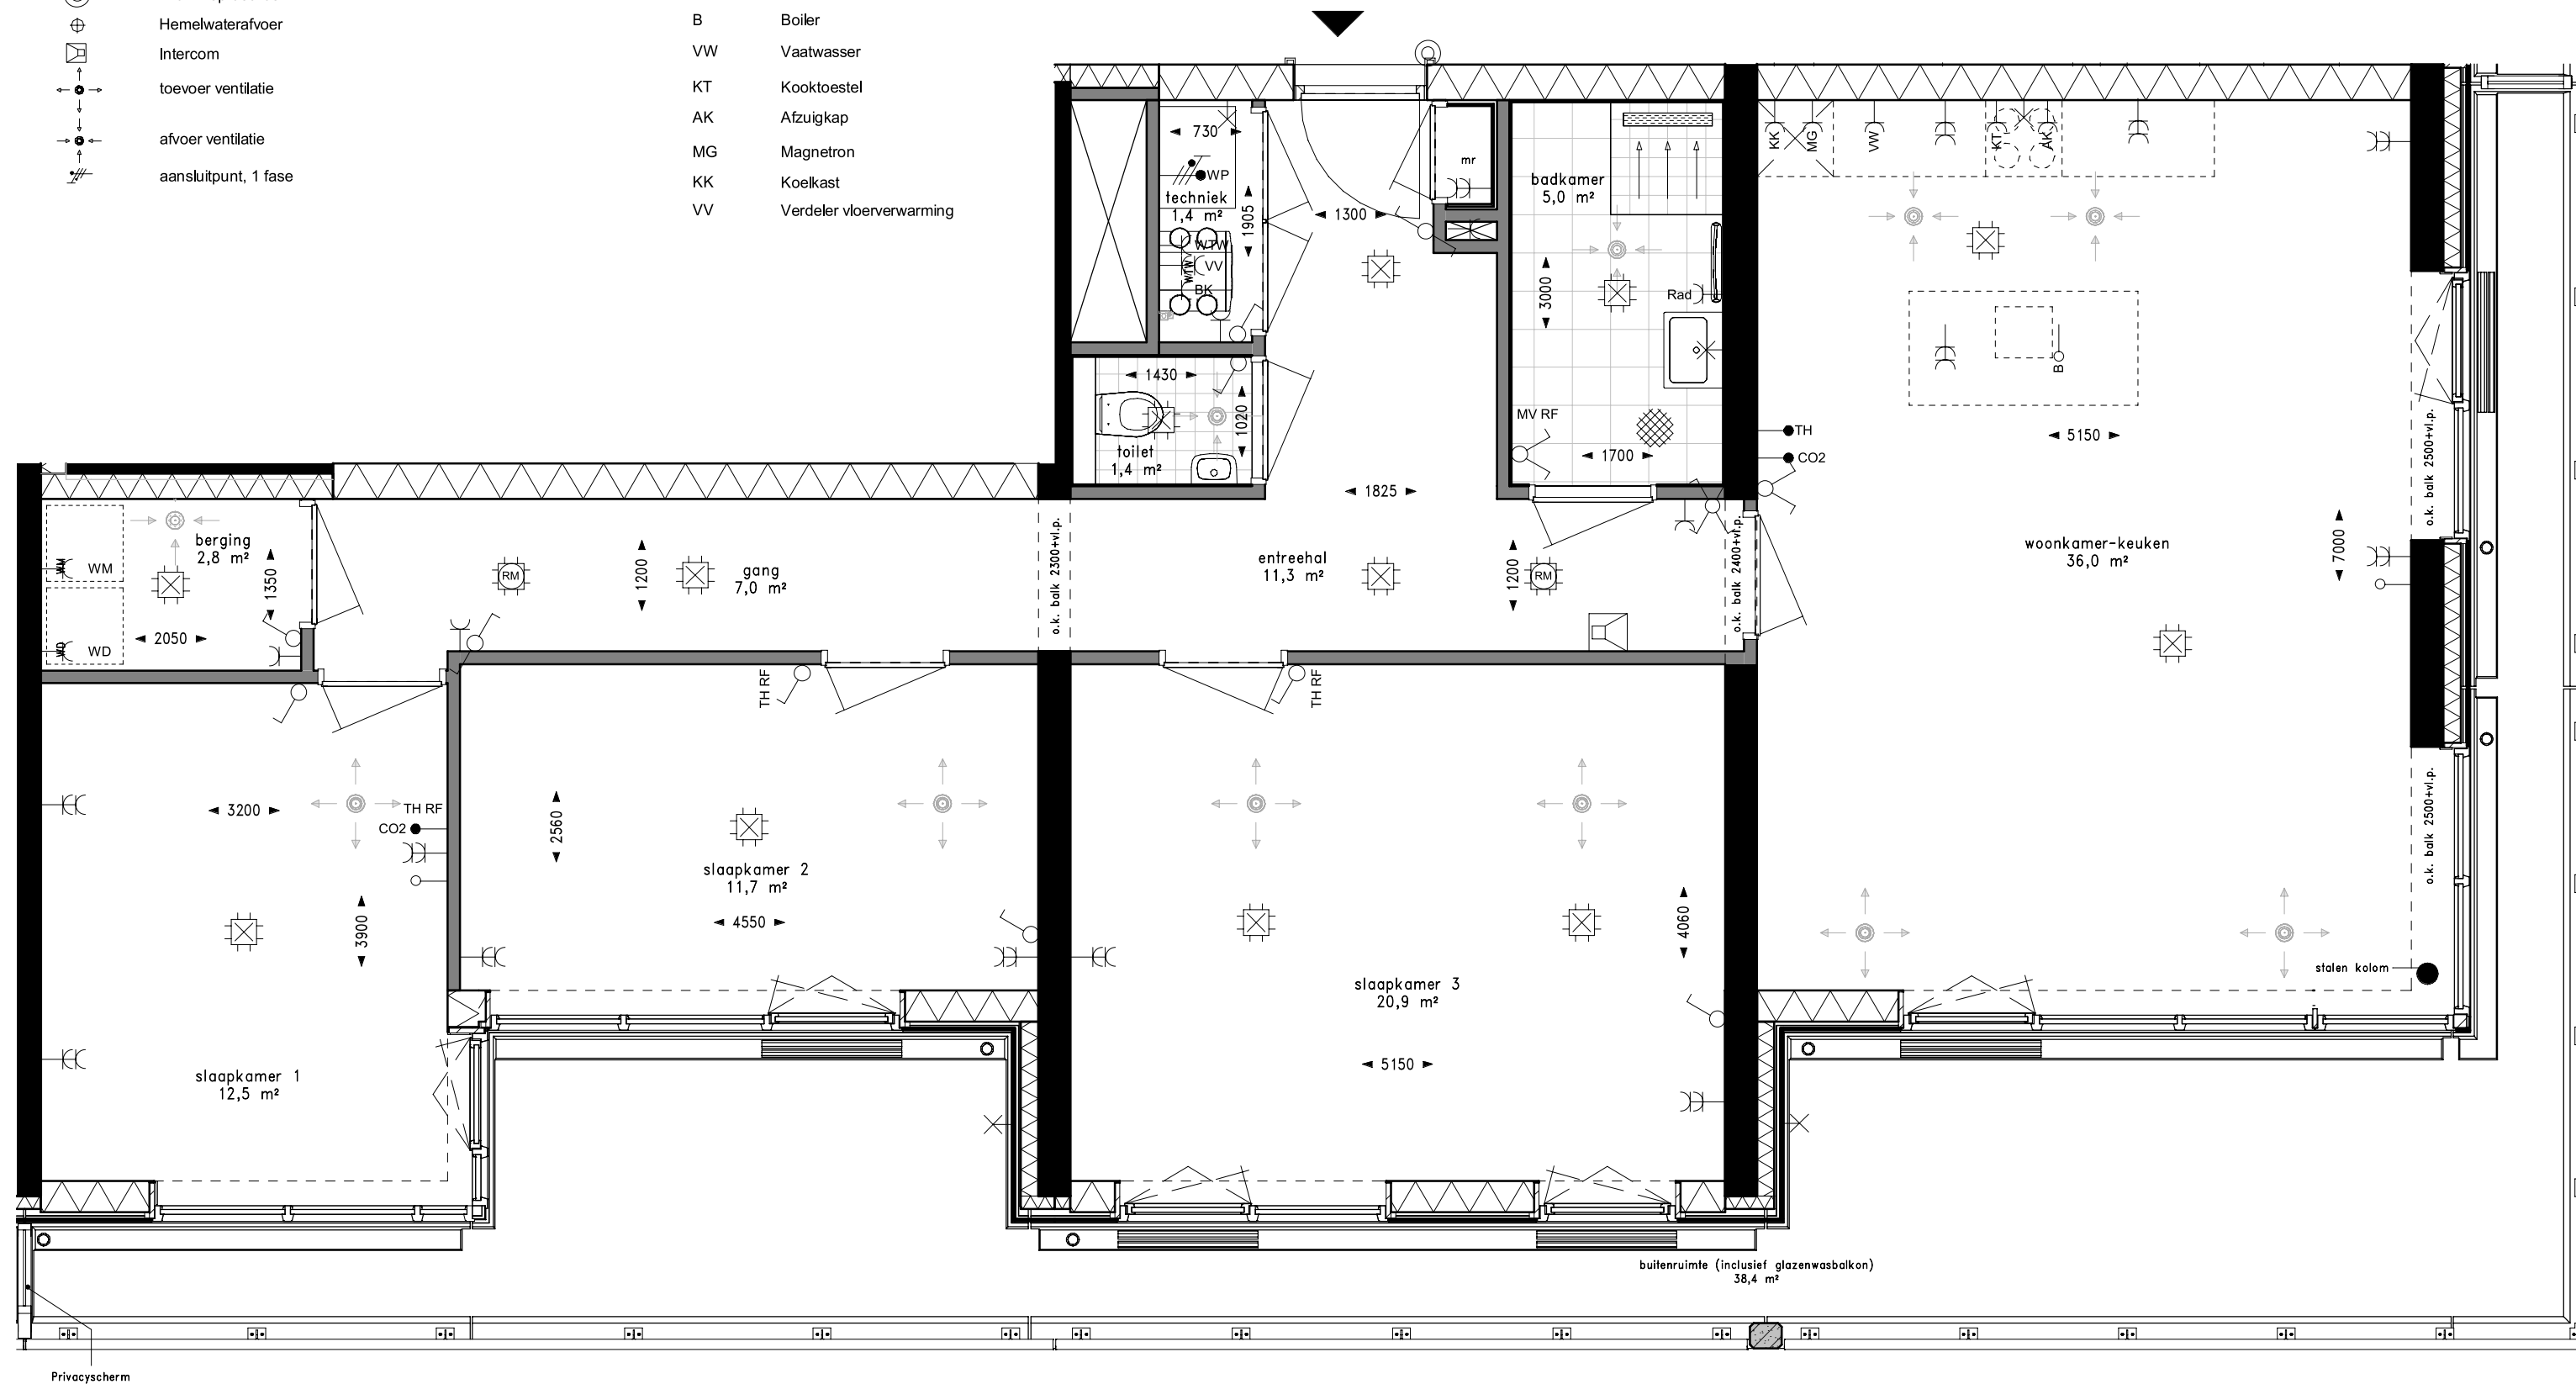 Hemelwaterafvoer
Intercom
toevoer ventilatie
afvoer ventilatie
aansluitpunt, 1 fase
B Boiler
VW Vaatwasser
KT Kooktoestel
AK Afzuigkap
MG Magnetron
KK Koelkast
VV Verdeler vloerverwarming
730
WP
techniek
1,4 m²
1905
WTW
WTW
VV
BK
1300
mr
badkamer
5,0 m²
3000
Rad
MV RF
1700
KK
MG
VW
KT
AK
B
5150
TH
CO2
o.k. balk 2500+vl.p.
1430
1020
toilet
1,4 m²
1825
berging
2,8 m²
WM
WM
1350
2050
WD
WD
RM
1200
gang
7,0 m²
o.k. balk 2300+vl.p.
entreehal
11,3 m²
1200
RM
o.k. balk 2400+vl.p.
woonkamer-keuken
36,0 m²
7000
TH RF
TH RF
3200
TH RF
CO2
3900
2560
slaapkamer 2
11,7 m²
4550
4060
slaapkamer 3
20,9 m²
5150
o.k. balk 2500+vl.p.
stalen kolom
slaapkamer 1
12,5 m²
buitenruimte (inclusief glazenwasbalkon)
38,4 m²
Privacyscherm